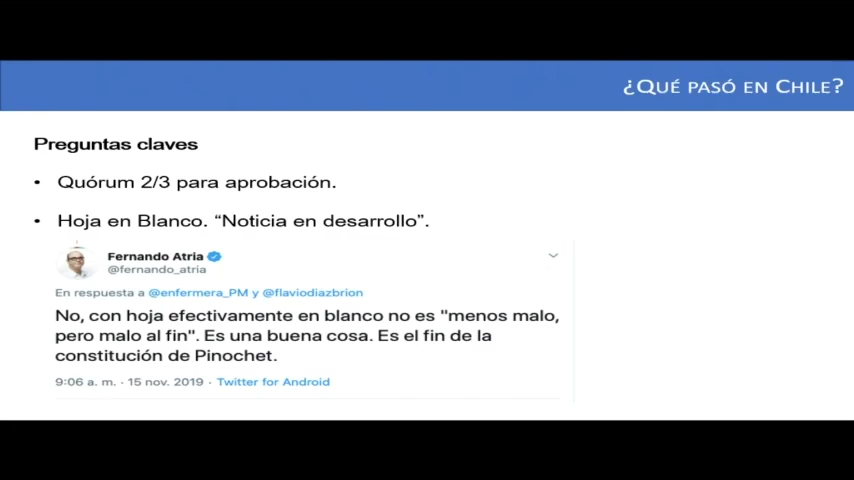 ¿QUÉ PASÓ EN CHILE?
Preguntas claves
• Quórum 2/3 para aprobación.
• Hoja en Blanco. “Noticia en desarrollo”.
Fernando Atria
@fernando_atria
En respuesta a @enfermera_PM y @flaviodiazbrion
No, con hoja efectivamente en blanco no es "menos malo,
pero malo al fin". Es una buena cosa. Es el fin de la
constitución de Pinochet.
9:06 a. m. · 15 nov. 2019 · Twitter for Android